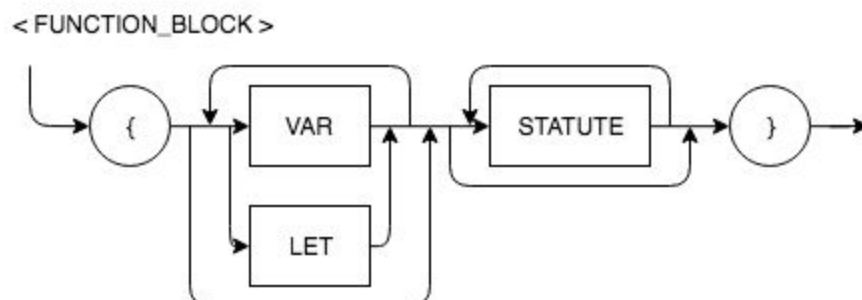 < FUNCTION_BLOCK >
{
VAR
STATUTE
}
LET